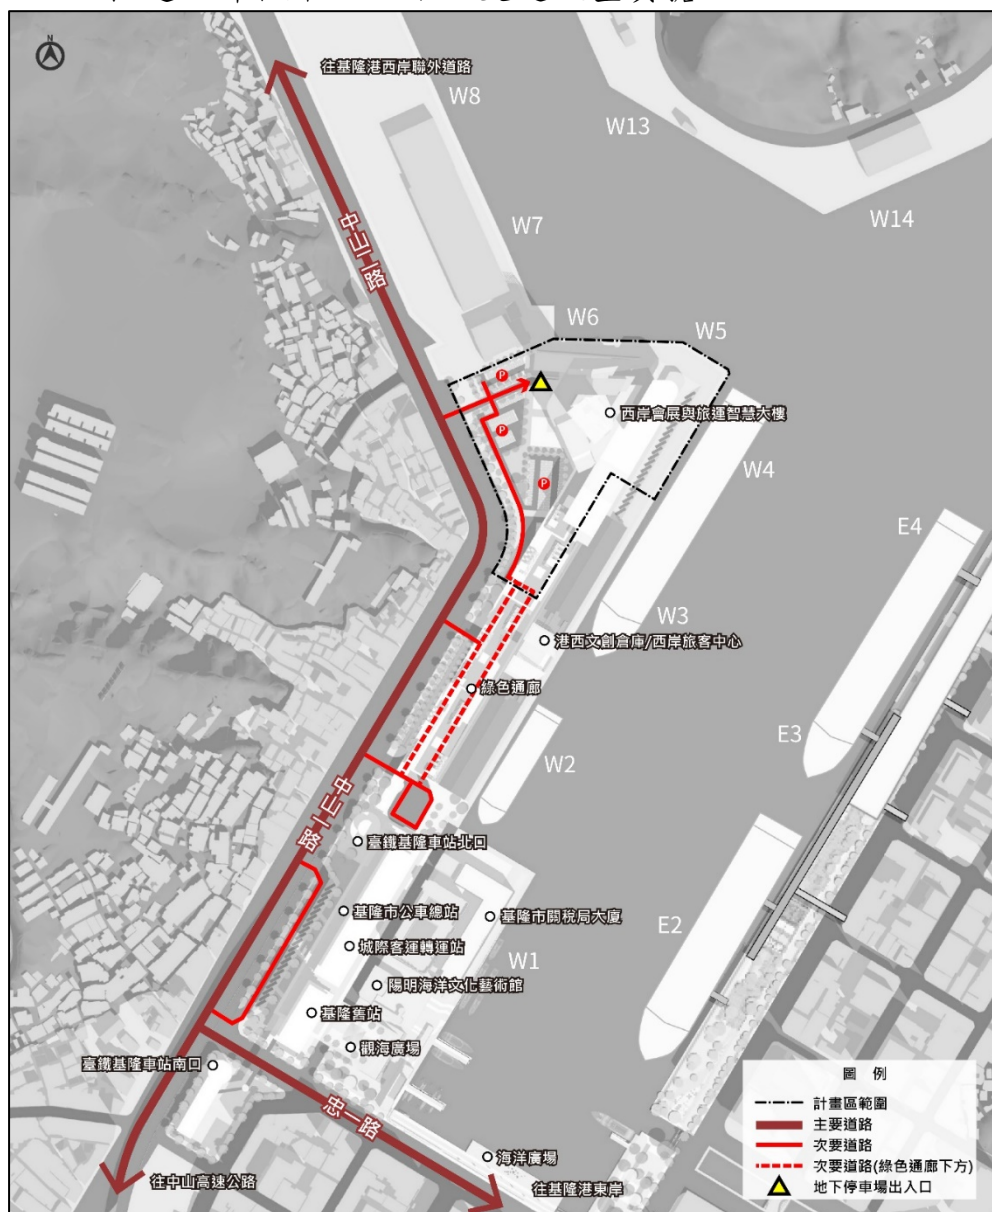 往基隆港西岸聯外道路
W8
W13
W14
W7
中山二路
W6
W5
P
西岸會展與旅運智慧大樓
P
W4
P
E4
W3
港西文創倉庫/西岸旅客中心
綠色通廊
E3
W2
中山一路
臺鐵基隆車站北口
基隆市公車總站
基隆市關稅局大廈
E2
城際客運轉運站
W1
陽明海洋文化藝術館
基隆舊站
觀海廣場
臺鐵基隆車站南口
忠一路
海洋廣場
往中山高速公路
往基隆港東岸
圖 例
計畫區範圍
主要道路
次要道路
次要道路(綠色通廊下方)
地下停車場出入口